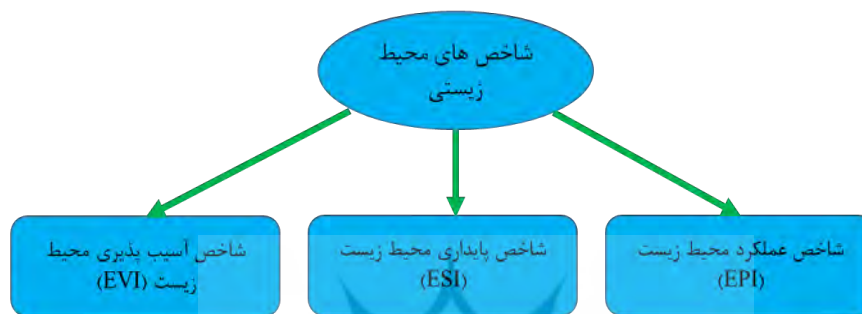 شاخص های محیط
زیستی
شاخص عملکرد محیط زیست
(EPI)
شاخص پایداری محیط زیست
(ESI)
شاخص آسیب پذیری محیط
زیست (EVI)